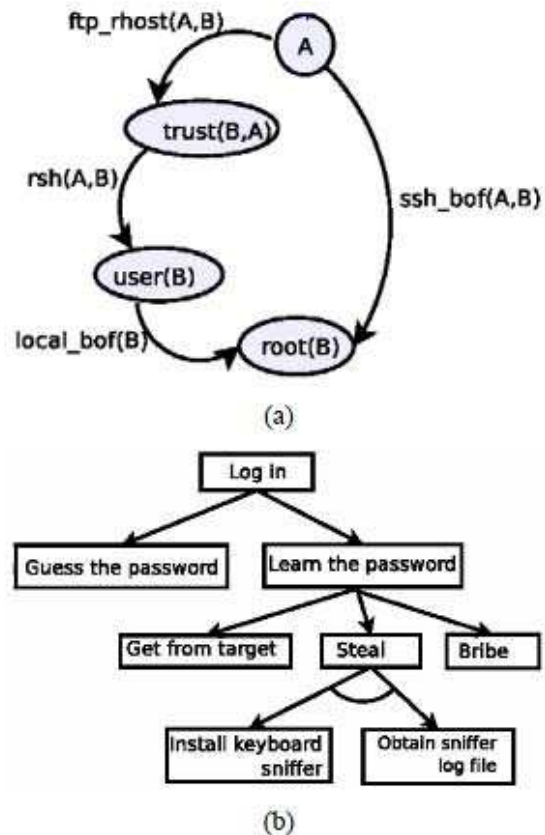 ftp_rhost(A,B)
A
trust(B,A)
rsh(A,B)
ssh_bof(A,B)
user(B)
local_bof(B)
root(B)
(a)
Log in
Guess the password
Learn the password
Get from target
Steal
Bribe
Install keyboard
sniffer
Obtain sniffer
log file
(b)